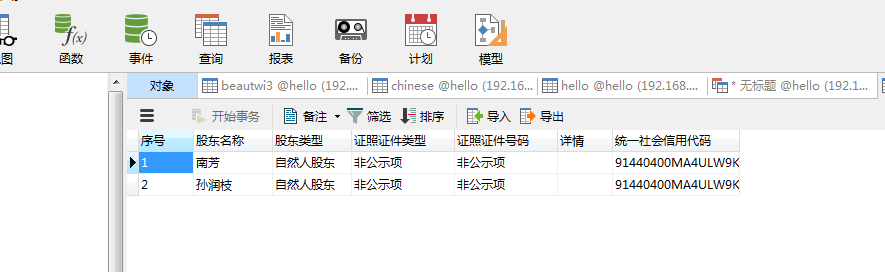 图 函数 事件 查询 报表 备份 计划 模型
对象 beautwi3 @hello (192.... chinese @hello (192.16... hello @hello (192.168.... * 无标题 @hello (192.1...
开始事务 备注 筛选 排序 导入 导出
序号 股东名称 股东类型 证照证件类型 证照证件号码 详情 统一社会信用代码
1 南芳 自然人股东 非公示项 非公示项 91440400MA4ULW9K
2 孙润枝 自然人股东 非公示项 非公示项 91440400MA4ULW9K